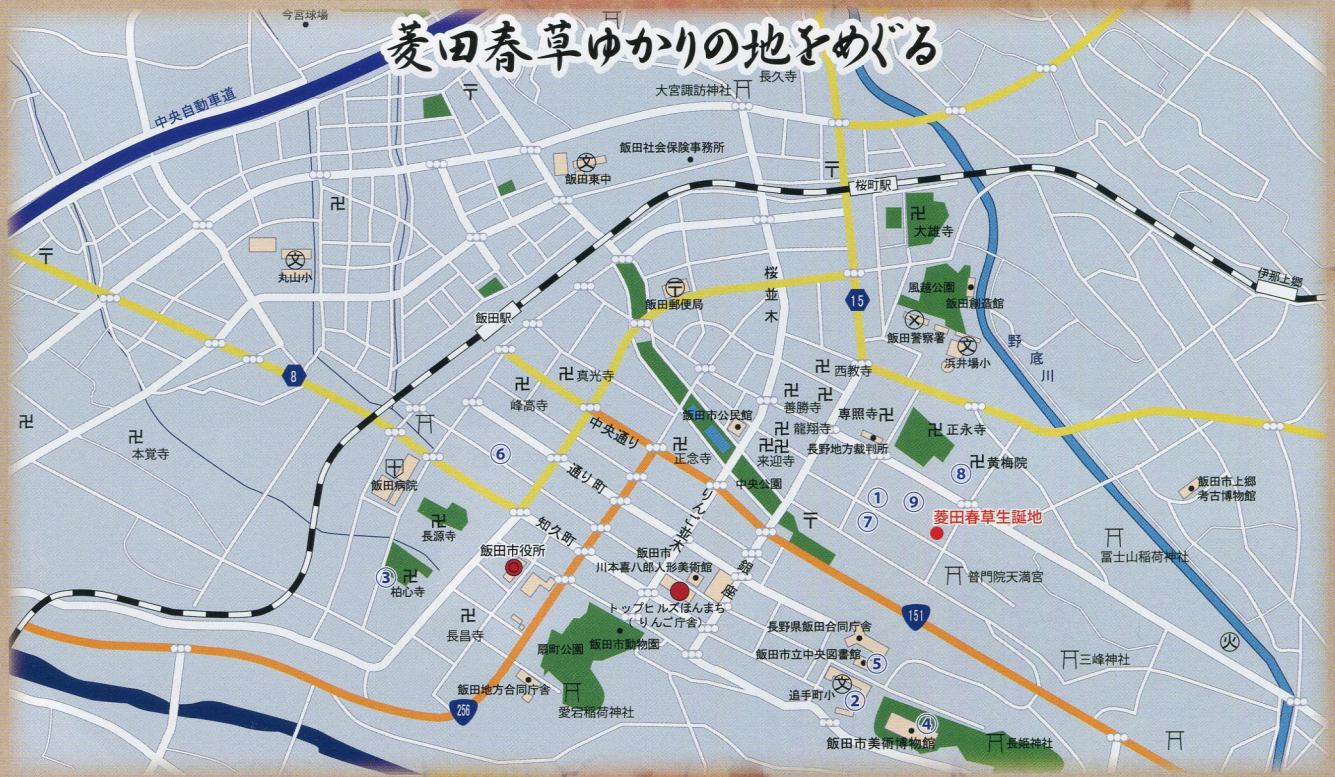 菱田春草ゆかりの地をめぐる
今宮球場
中央自動車道
大宮諏訪神社
長久寺
飯田社会保険事務所
飯田東中
桜町駅
大雄寺
丸山小
伊那上郷
桜並木
飯田郵便局
15
風越公園
飯田創造館
飯田警察署
浜井場小
野底川
飯田駅
8
真光寺
西教寺
峰高寺
善勝寺
専照寺
飯田市公民館
龍翔寺
正永寺
中央通り
正念寺
来迎寺
長野地方裁判所
本覚寺
6
通り町
中央公園
8
黄梅院
飯田病院
りんご並木
1
9
飯田市上郷
考古博物館
7
菱田春草生誕地
長源寺
知久町
飯田市役所
飯田市
川本喜八郎人形美術館
銀座
冨士山稲荷神社
3
柏心寺
普門院天満宮
トップヒルズほんまち
(りんご庁舎)
151
長昌寺
扇町公園
飯田市動物園
長野県飯田合同庁舎
飯田市立中央図書館
5
三峰神社
火
飯田地方合同庁舎
追手町小
2
256
愛宕稲荷神社
4
飯田市美術博物館
長姫神社